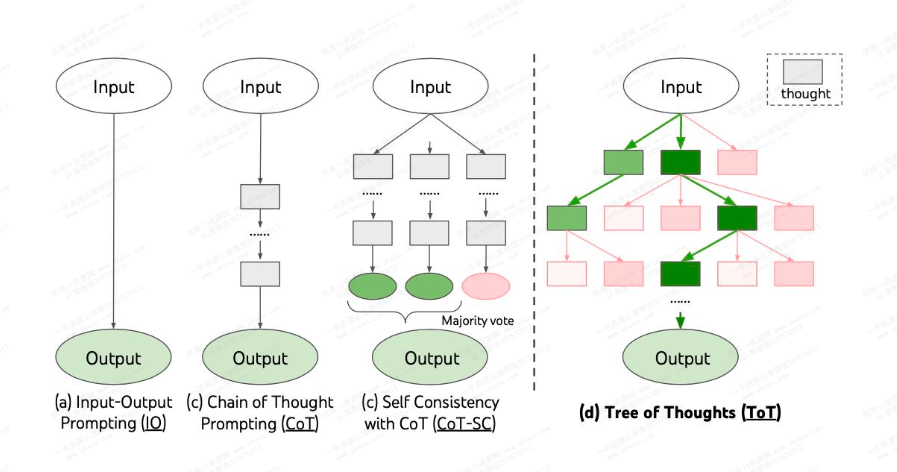 Input
Input
Input
Input
thought
......
......
......
......
......
Majority vote
Output
Output
Output
Output
(a) Input-Output
Prompting (IO)
(c) Chain of Thought
Prompting (CoT)
(c) Self Consistency
with CoT (CoT-SC)
(d) Tree of Thoughts (ToT)